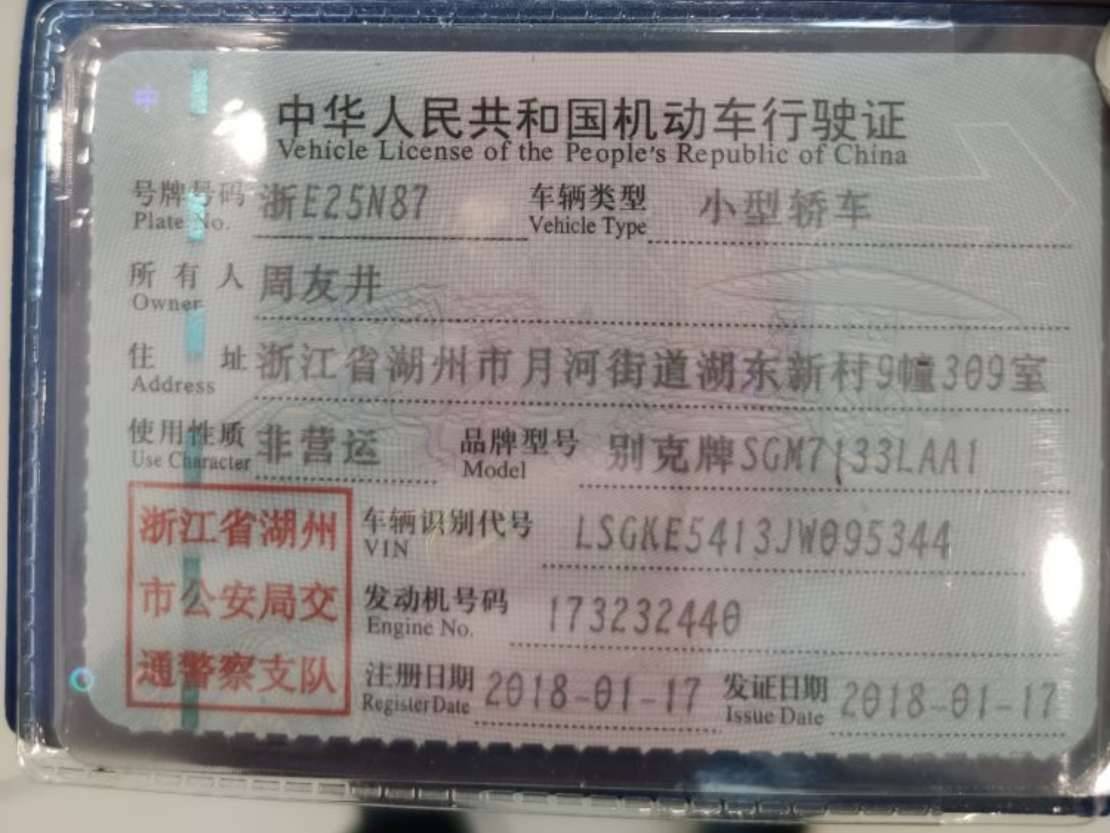 中华人民共和国机动车行驶证
Vehicle License of the People's Republic of China
号牌号码 浙E25N87 车辆类型 小型轿车
Plate No. Vehicle Type
所有人 周友井
Owner
住址 浙江省湖州市月河街道湖东新村9幢309室
Address
使用性质 非营运 品牌型号 别克牌SGM7133LAA1
Use Character Model
浙江省湖州
市公安局交
通警察支队
车辆识别代号 LSGKE5413JW095344
VIN
发动机号码 173232440
Engine No.
注册日期 2018-01-17 发证日期 2018-01-17
Register Date Issue Date